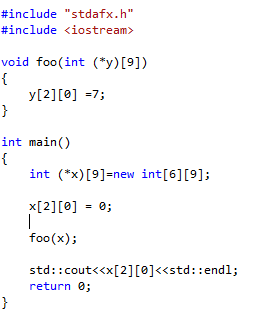 #include "stdafx.h"
#include <iostream>
void foo(int (*y)[9])
{
    y[2][0] =7;
}
int main()
{
    int (*x)[9]=new int[6][9];
    x[2][0] = 0;
    foo(x);
    std::cout<<x[2][0]<<std::endl;
    return 0;
}